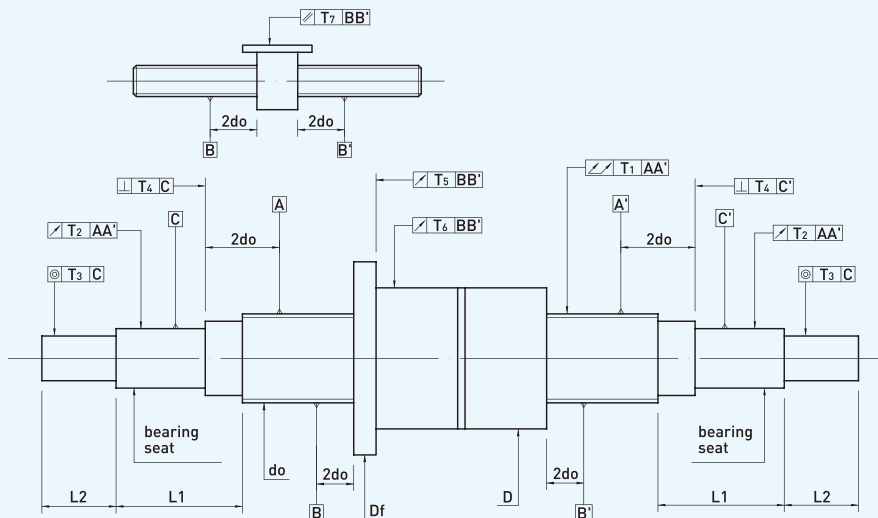 ⫽ T7 BB'
2do 2do
B B'
⊥ T4 C
↗ T5 BB'
⌰ T1 AA'
⊥ T4 C'
A
A'
C
C'
↗ T2 AA'
2do
↗ T6 BB'
2do
↗ T2 AA'
◎ T3 C
◎ T3 C
bearing
seat
bearing
seat
do
2do
D
2do
L2 L1
L1 L2
B
Df
B'